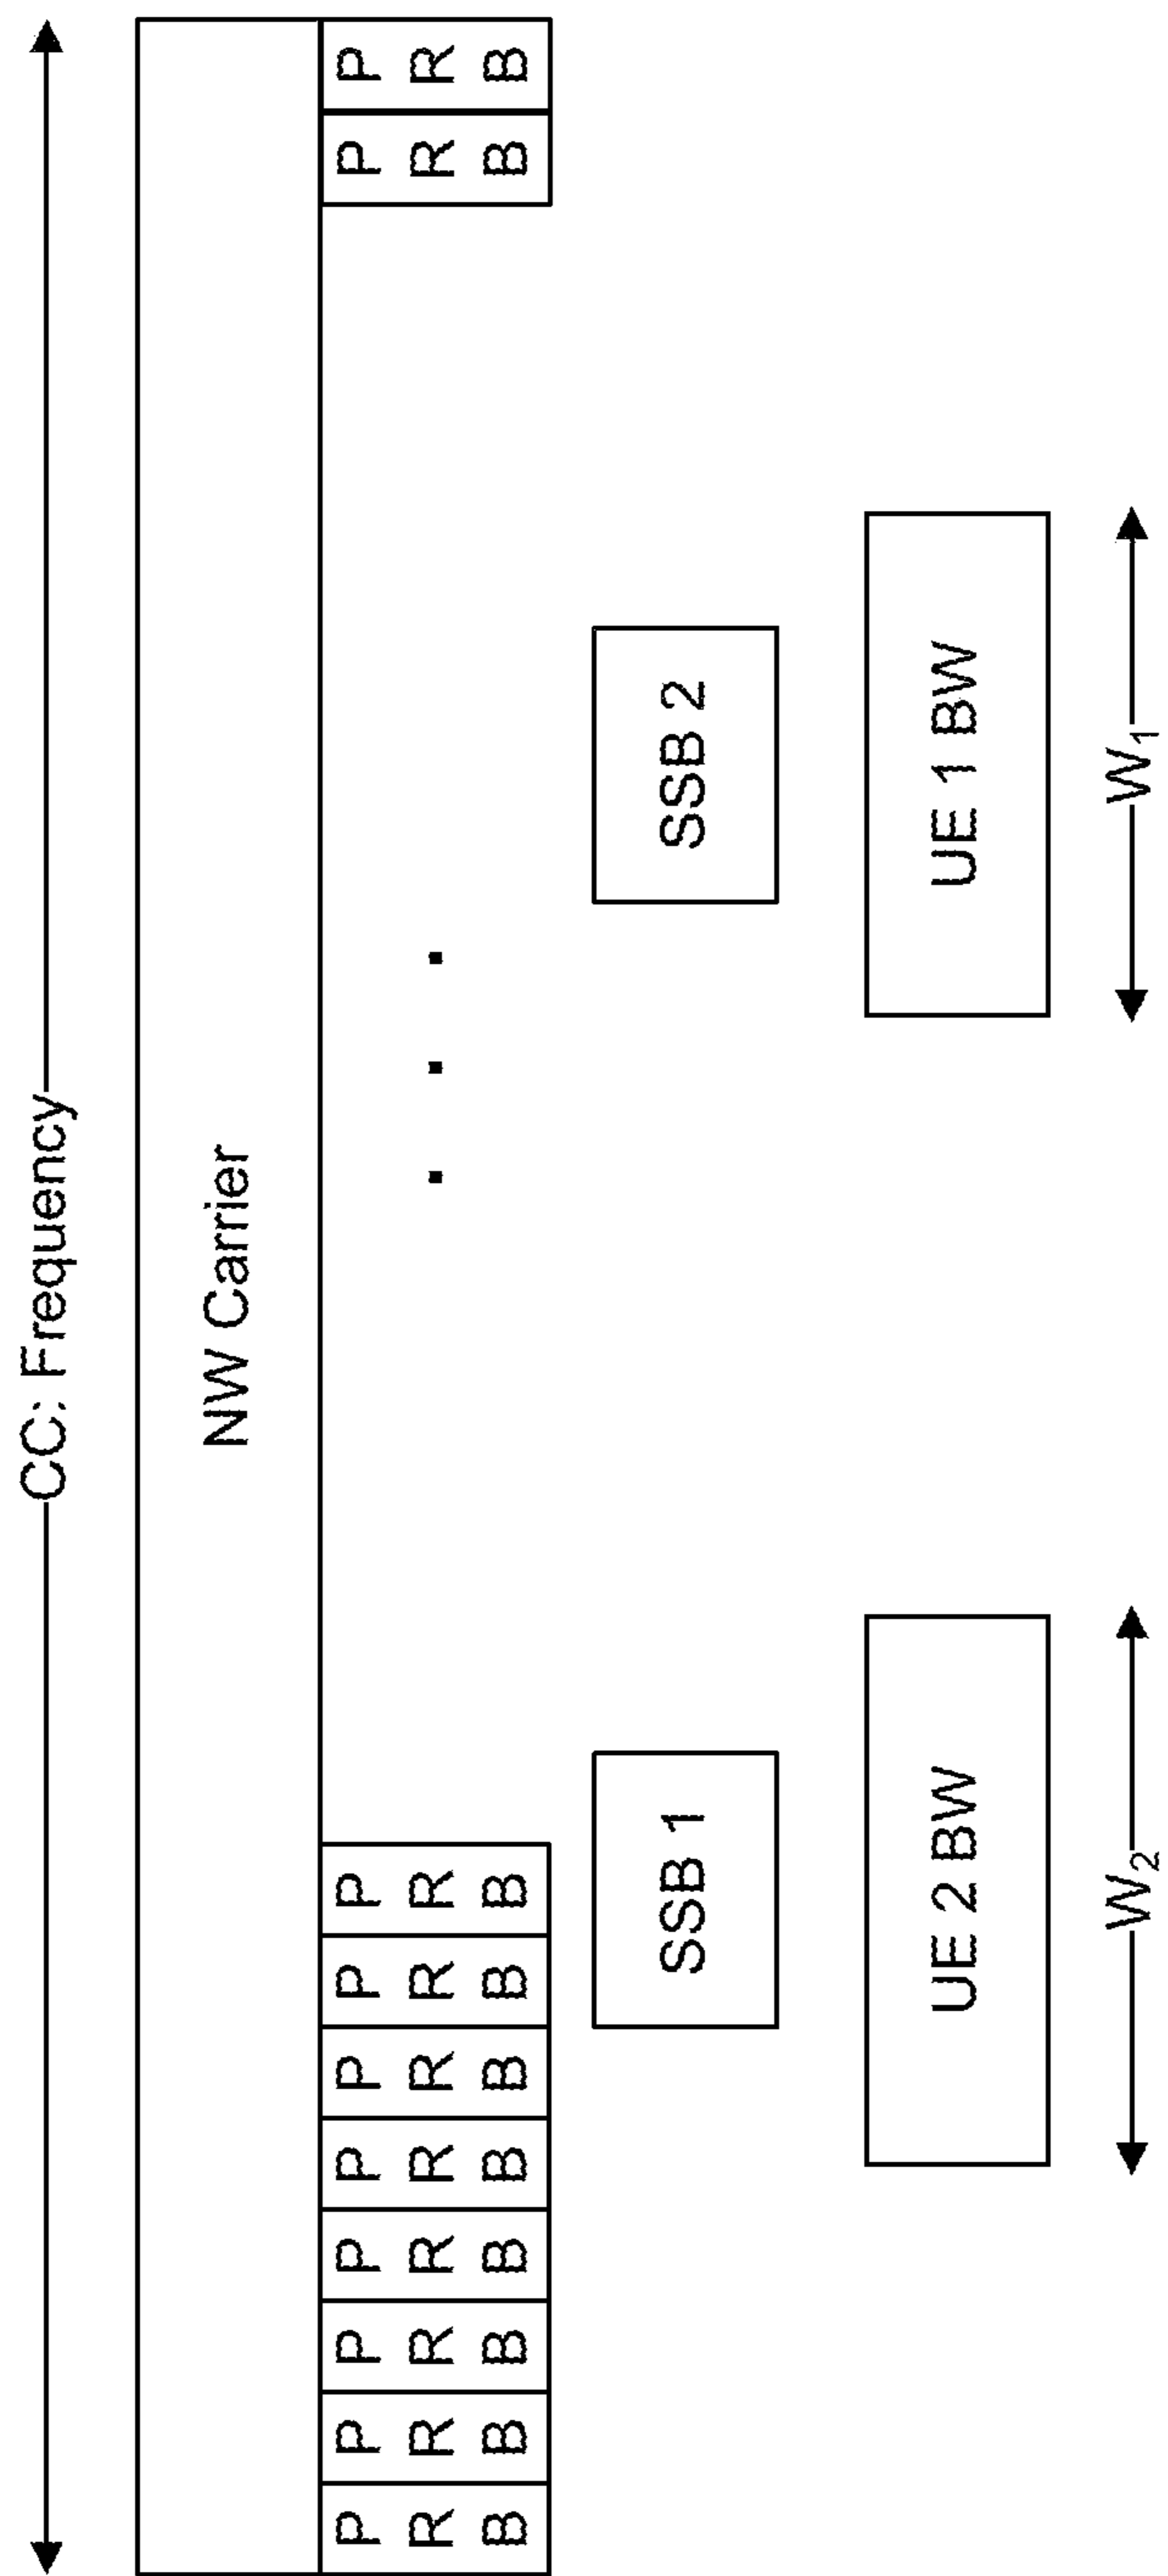 CC: Frequency
NW Carrier
PRB
PRB
PRB
PRB
PRB
PRB
PRB
PRB
. . .
PRB
PRB
SSB 1
SSB 2
UE 2 BW
UE 1 BW
W₂
W₁